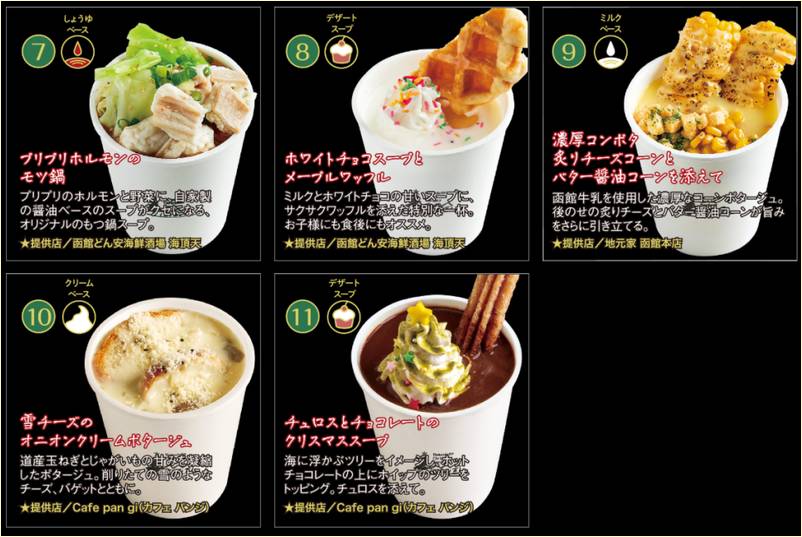 7
しょうゆ
ベース
プリプリホルモンの
モツ鍋
プリプリのホルモンと野菜に、自家製
の醤油ベースのスープがクセになる、
オリジナルのもつ鍋スープ。
★提供店／函館どん安海鮮酒場 海頂天
8
デザート
スープ
ホワイトチョコスープと
メープルワッフル
ミルクとホワイトチョコの甘いスープに、
サクサクワッフルを添えた特別な一杯。
お子様にも食後にもオススメ。
★提供店／函館どん安海鮮酒場 海頂天
9
ミルク
ベース
濃厚コンポタ
炙りチーズコーンと
バター醤油コーンを添えて
函館牛乳を使用した濃厚なコーンポタージュ。
後のせの炙りチーズとバター醤油コーンが旨み
をさらに引き立てる。
★提供店／地元家 函館本店
10
クリーム
ベース
雪チーズの
オニオンクリームポタージュ
道産玉ねぎとじゃがいもの甘みを凝縮
したポタージュ。削りたての雪のような
チーズ、バゲットとともに。
★提供店／Cafe pan gi（カフェ パンジ）
11
デザート
スープ
チュロスとチョコレートの
クリスマススープ
海に浮かぶツリーをイメージし、ホット
チョコレートの上にホイップのツリーを
トッピング。チュロスを添えて。
★提供店／Cafe pan gi（カフェ パンジ）